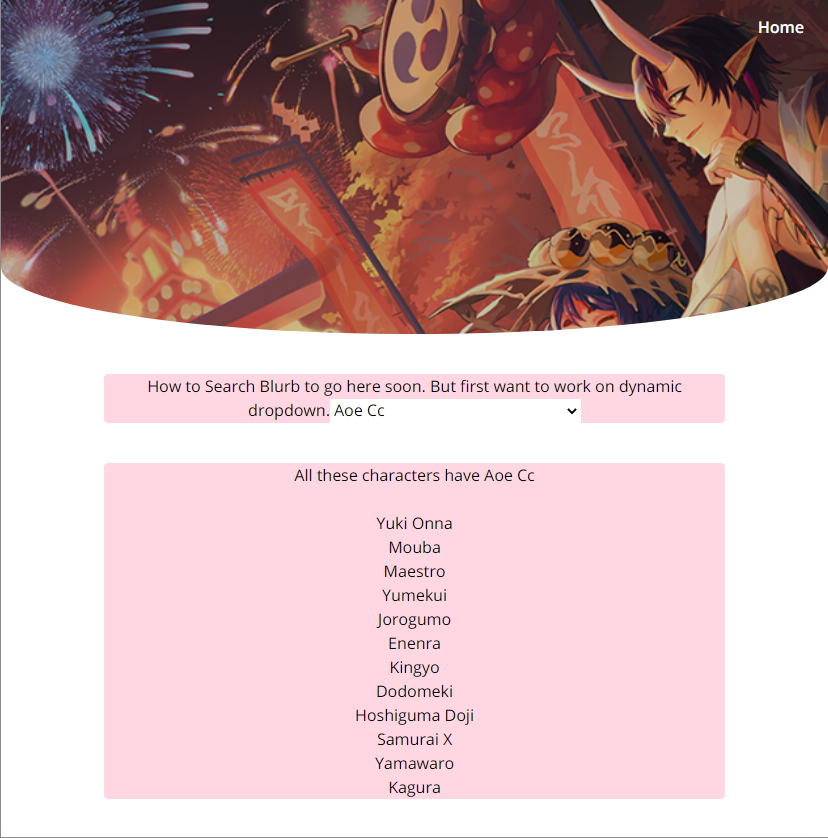 Home
How to Search Blurb to go here soon. But first want to work on dynamic
dropdown. Aoe Cc
All these characters have Aoe Cc
Yuki Onna
Mouba
Maestro
Yumekui
Jorogumo
Enenra
Kingyo
Dodomeki
Hoshiguma Doji
Samurai X
Yamawaro
Kagura